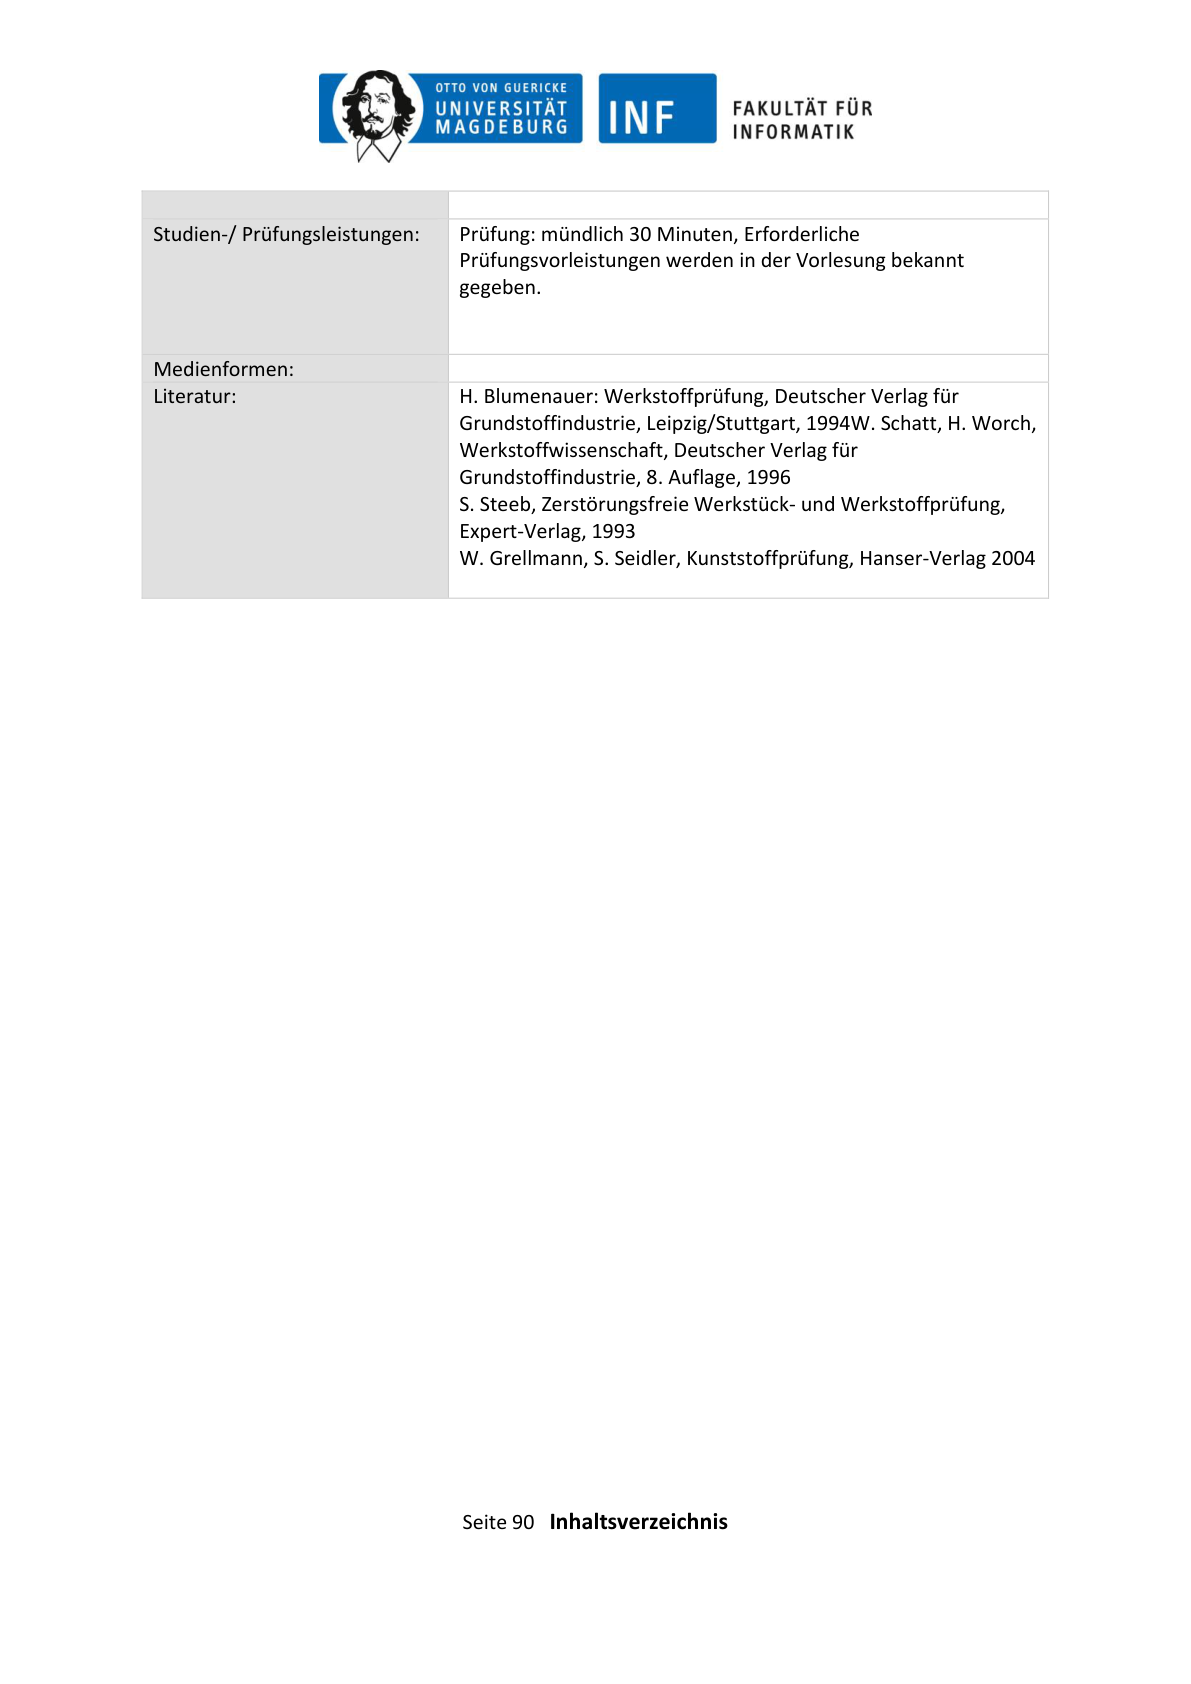 OTTO VON GUERICKE
UNIVERSITÄT
MAGDEBURG
INF
FAKULTÄT FÜR
INFORMATIK
Studien-/ Prüfungsleistungen:
Prüfung: mündlich 30 Minuten, Erforderliche
Prüfungsvorleistungen werden in der Vorlesung bekannt
gegeben.
Medienformen:
Literatur:
H. Blumenauer: Werkstoffprüfung, Deutscher Verlag für
Grundstoffindustrie, Leipzig/Stuttgart, 1994W. Schatt, H. Worch,
Werkstoffwissenschaft, Deutscher Verlag für
Grundstoffindustrie, 8. Auflage, 1996
S. Steeb, Zerstörungsfreie Werkstück- und Werkstoffprüfung,
Expert-Verlag, 1993
W. Grellmann, S. Seidler, Kunststoffprüfung, Hanser-Verlag 2004
Seite 90 Inhaltsverzeichnis